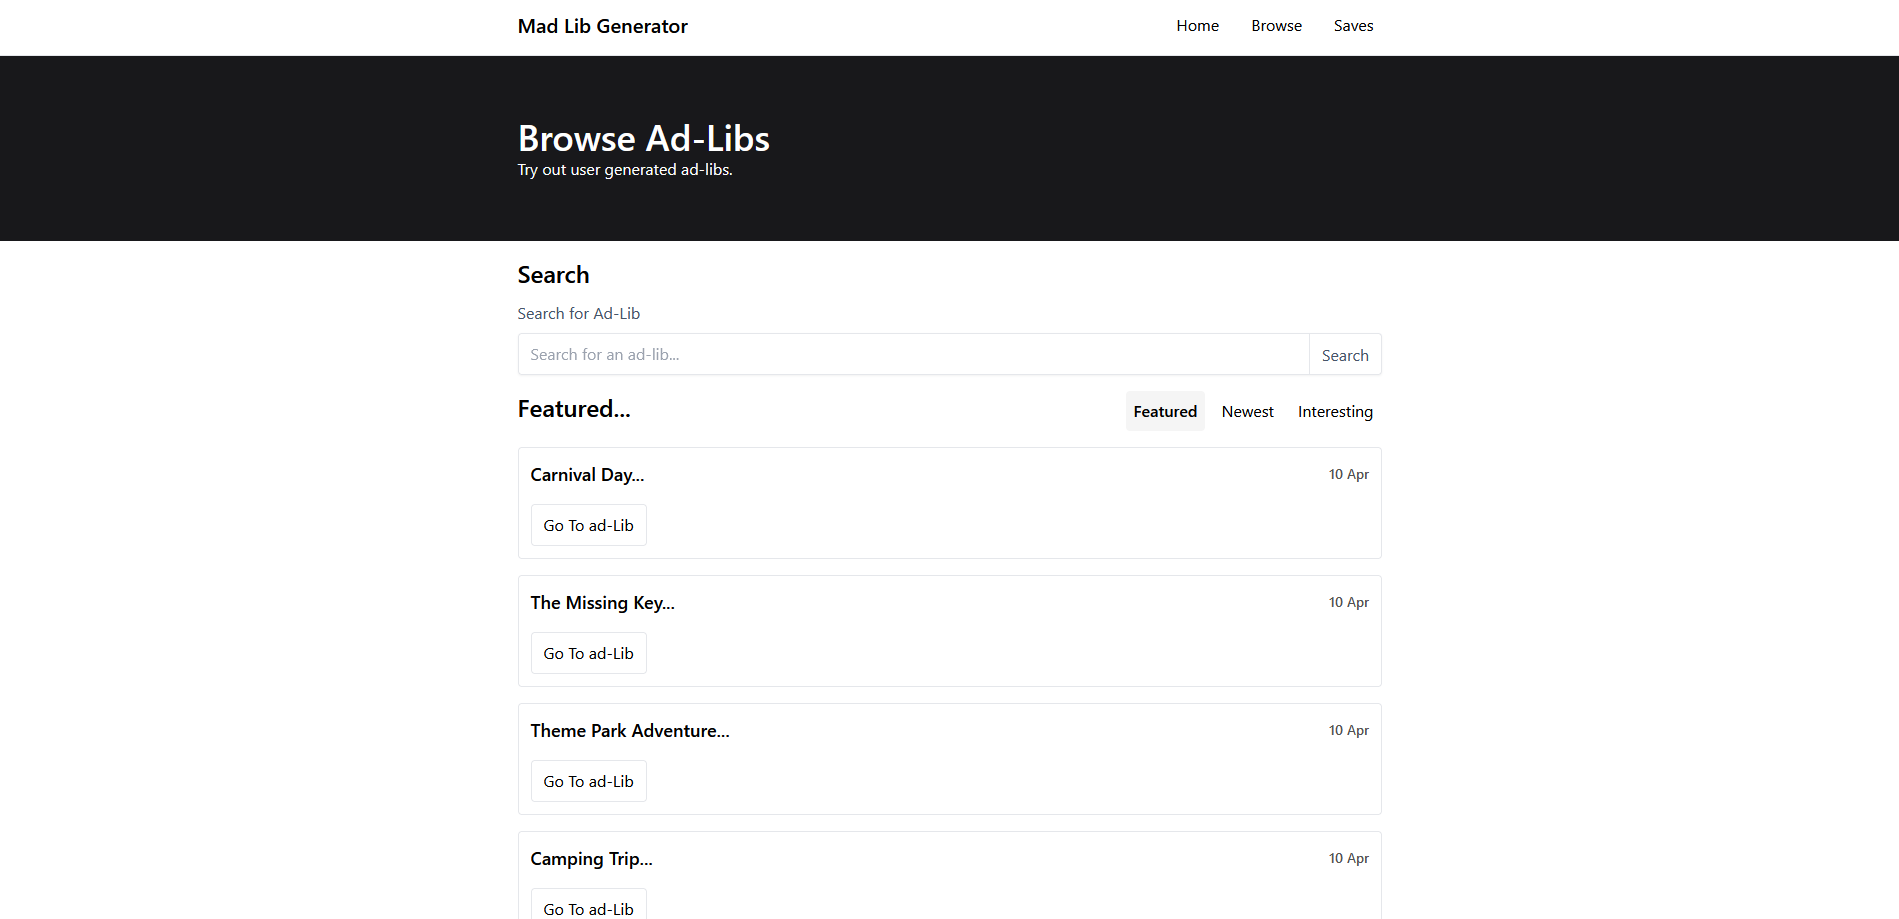 Mad Lib Generator
Home Browse Saves
Browse Ad-Libs
Try out user generated ad-libs.
Search
Search for Ad-Lib
Search for an ad-lib... Search
Featured...
Featured Newest Interesting
Carnival Day... 10 Apr
Go To ad-Lib
The Missing Key... 10 Apr
Go To ad-Lib
Theme Park Adventure... 10 Apr
Go To ad-Lib
Camping Trip... 10 Apr
Go To ad-Lib